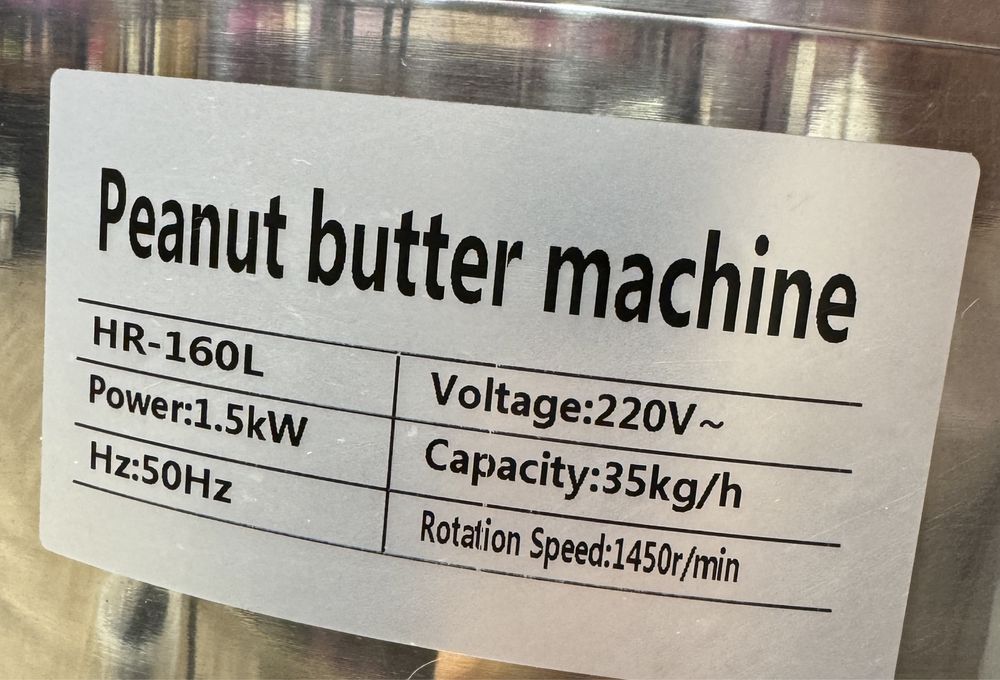 Peanut butter machine
HR-160L
Voltage:220V~
Power:1.5kW
Capacity:35kg/h
Hz:50Hz
Rotation Speed:1450r/min